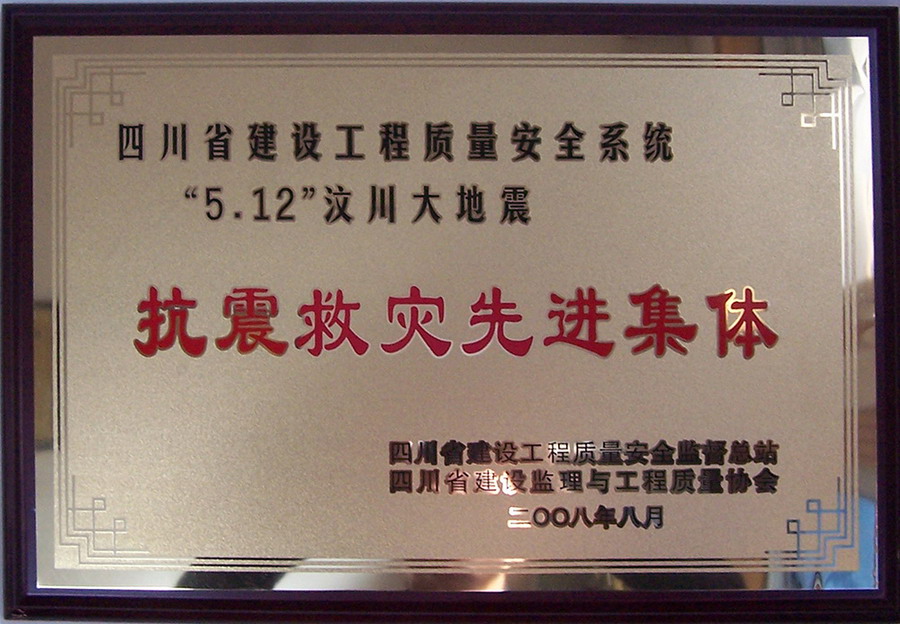 四川省建设工程质量安全系统
“5.12”汶川大地震
抗震救灾先进集体
四川省建设工程质量安全监督总站
四川省建设监理与工程质量协会
二OO八年八月